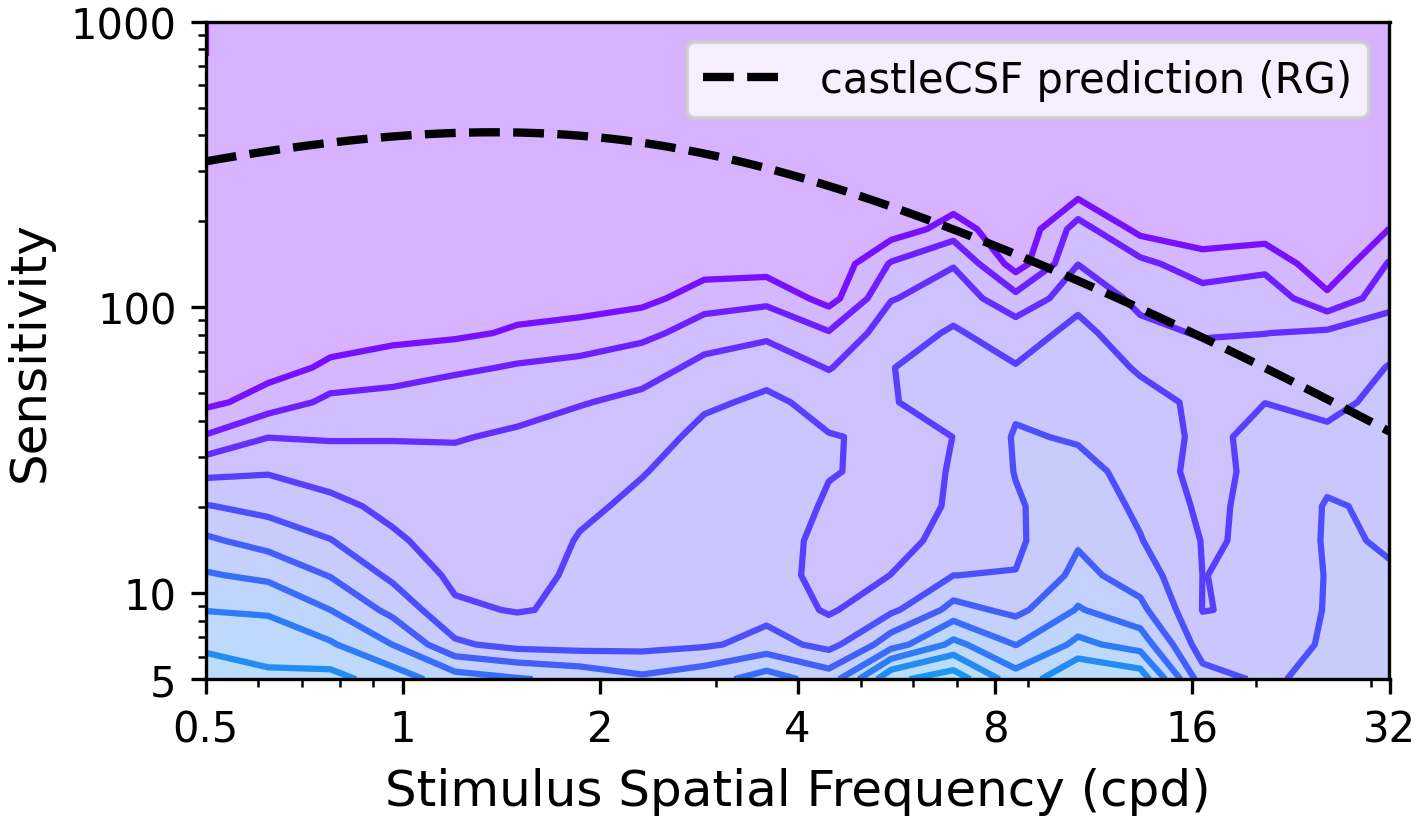 1000
castleCSF prediction (RG)
100
10
5
Sensitivity
0.5 1 2 4 8 16 32
Stimulus Spatial Frequency (cpd)